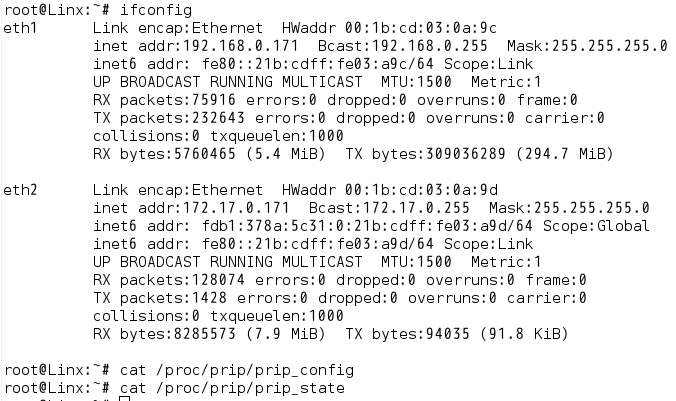 root@Linx:~# ifconfig
eth1 Link encap:Ethernet HWaddr 00:1b:cd:03:0a:9c
inet addr:192.168.0.171 Bcast:192.168.0.255 Mask:255.255.255.0
inet6 addr: fe80::21b:cdff:fe03:a9c/64 Scope:Link
UP BROADCAST RUNNING MULTICAST MTU:1500 Metric:1
RX packets:75916 errors:0 dropped:0 overruns:0 frame:0
TX packets:232643 errors:0 dropped:0 overruns:0 carrier:0
collisions:0 txqueuelen:1000
RX bytes:5760465 (5.4 MiB) TX bytes:309036289 (294.7 MiB)
eth2 Link encap:Ethernet HWaddr 00:1b:cd:03:0a:9d
inet addr:172.17.0.171 Bcast:172.17.0.255 Mask:255.255.255.0
inet6 addr: fdb1:378a:5c31:0:21b:cdff:fe03:a9d/64 Scope:Global
inet6 addr: fe80::21b:cdff:fe03:a9d/64 Scope:Link
UP BROADCAST RUNNING MULTICAST MTU:1500 Metric:1
RX packets:128074 errors:0 dropped:0 overruns:0 frame:0
TX packets:1428 errors:0 dropped:0 overruns:0 carrier:0
collisions:0 txqueuelen:1000
RX bytes:8285573 (7.9 MiB) TX bytes:94035 (91.8 KiB)
root@Linx:~# cat /proc/prip/prip_config
root@Linx:~# cat /proc/prip/prip_state
root@Linx:~#